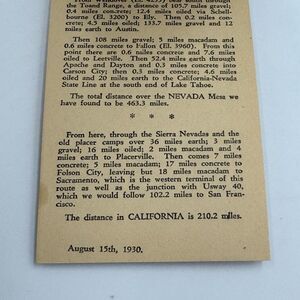 the Toand Range, a distance of 105.7 miles gravel;
0.4 miles concrete; 12.4 miles oiled via
bourne (El. 3200) to Ely. Then 0.2 miles con-
crete; 4.5 miles oiled; 133.7 miles gravel and 12
miles earth to Austin.
Then 108 miles gravel; 5 miles macadam and
0.6 miles concrete to Fallon (El. 3960). From this
point there are 0.6 miles concrete and 7.6 miles
oiled to Leetville. Then 52.4 miles earth through
Apache and Dayton and 0.3 miles concrete into
Carson City; then 0.3 miles concrete; 4.6 miles
oiled and 20 miles earth to the California-Nevada
State Line at the south end of Lake Tahoe.
The total distance over the NEVADA Mesa we
have found to be 463.3 miles.
* * *
From here, through the Sierra Nevadas and the
old placer camps over 36 miles earth; 3 miles
gravel; 16 miles oiled; 2 miles macadam and 4
miles earth to Placerville. Then comes 7 miles
concrete; 5 miles macadam; 17 miles concrete to
Folson City, leaving but 18 miles macadam to
Sacramento, which is the western terminal of this
route as well as the junction with Usway 40,
which we would follow 102.2 miles to San Fran-
cisco.
The distance in CALIFORNIA is 210.2 miles.
August 15th, 1930.